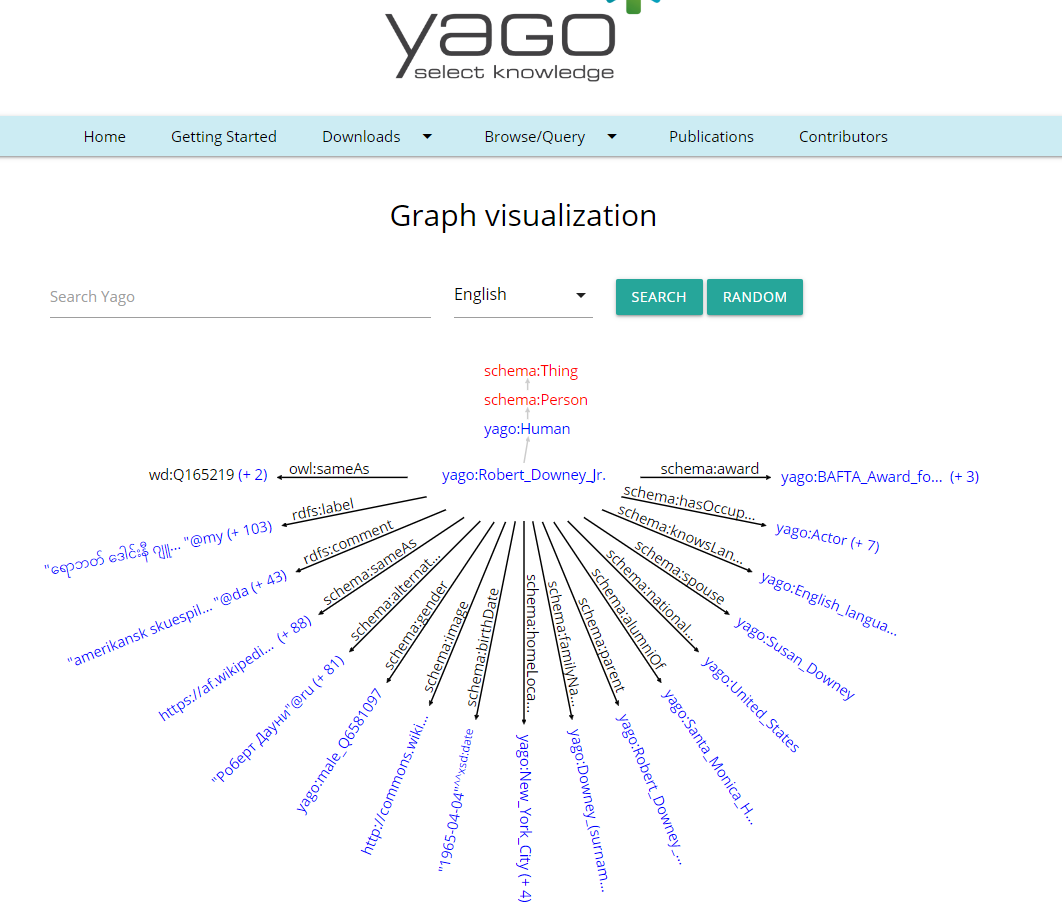 yago
select knowledge
Home Getting Started Downloads Browse/Query Publications Contributors
Graph visualization
Search Yago English SEARCH RANDOM
schema:Thing
schema:Person
yago:Human
yago:Robert_Downey_Jr.
owl:sameAs
wd:Q165219 (+ 2)
rdfs:label
"ရောဘတ် ဒေါင်းနီ ဂျူ... "@my (+ 103)
rdfs:comment
"amerikansk skuespil... "@da (+ 43)
schema:sameAs
https://af.wikipedi... (+ 88)
schema:alternat...
"Роберт Дауни"@ru (+ 81)
schema:gender
yago:male_Q6581097
schema:image
http://commons.wiki...
schema:birthDate
"1965-04-04"^^xsd:date
schema:homeLoca...
yago:New_York_City (+ 4)
schema:familyNa...
yago:Downey_(surnam...
schema:parent
yago:Robert_Downey_...
schema:alumniOf
yago:Santa_Monica_H...
schema:national...
yago:United_States
schema:spouse
yago:Susan_Downey
schema:knowsLan...
yago:English_langua...
schema:hasOccup...
yago:Actor (+ 7)
schema:award
yago:BAFTA_Award_fo... (+ 3)